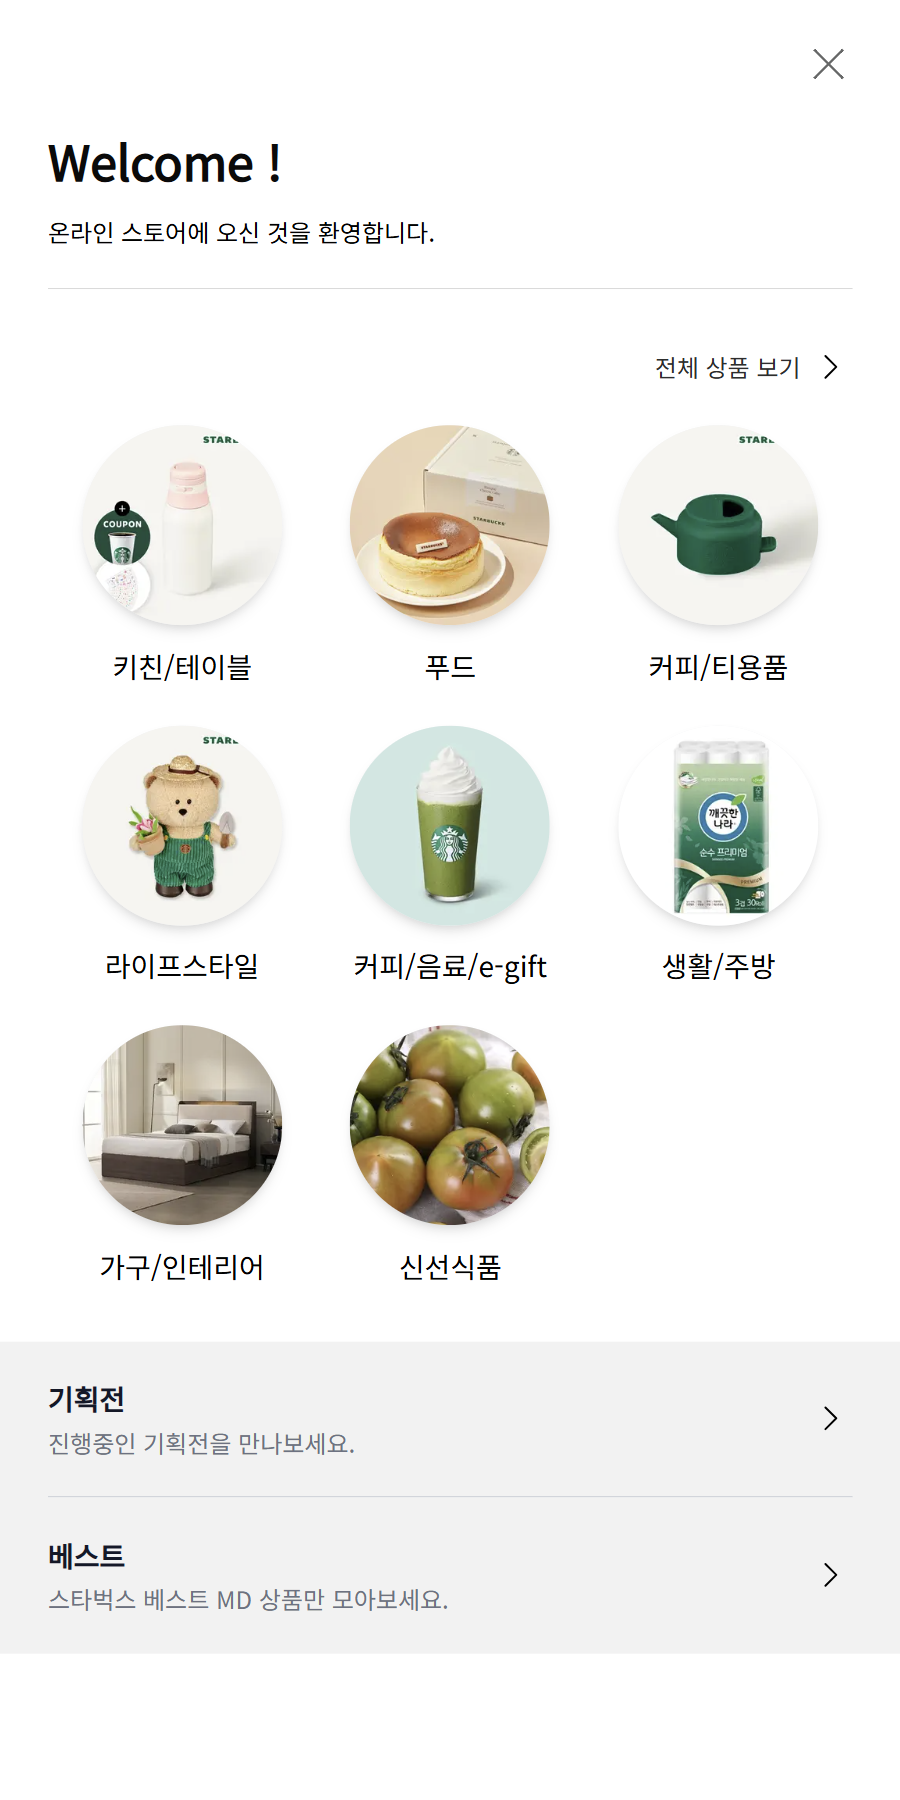 Welcome !
온라인 스토어에 오신 것을 환영합니다.
전체 상품 보기
COUPON
STARBUCKS
키친/테이블
푸드
커피/티용품
깨끗한
나라
순수 프리미엄
3겹 30
라이프스타일
커피/음료/e-gift
생활/주방
가구/인테리어
신선식품
기획전
진행중인 기획전을 만나보세요.
베스트
스타벅스 베스트 MD 상품만 모아보세요.